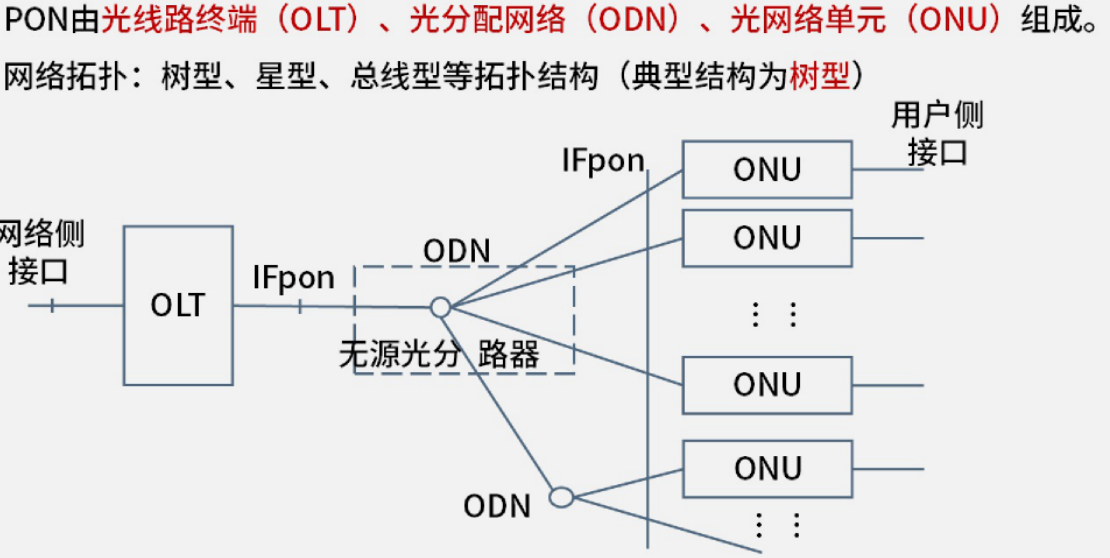 PON由光线路终端（OLT）、光分配网络（ODN）、光网络单元（ONU）组成。
网络拓扑：树型、星型、总线型等拓扑结构（典型结构为树型）
用户侧
接口
IFpon
ONU
网络侧
接口
ODN
ONU
IFpon
OLT
无源光分 路器
ONU
ONU
ODN